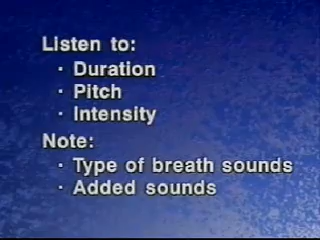 Listen to:
· Duration
· Pitch
· Intensity
Note:
· Type of breath sounds
· Added sounds